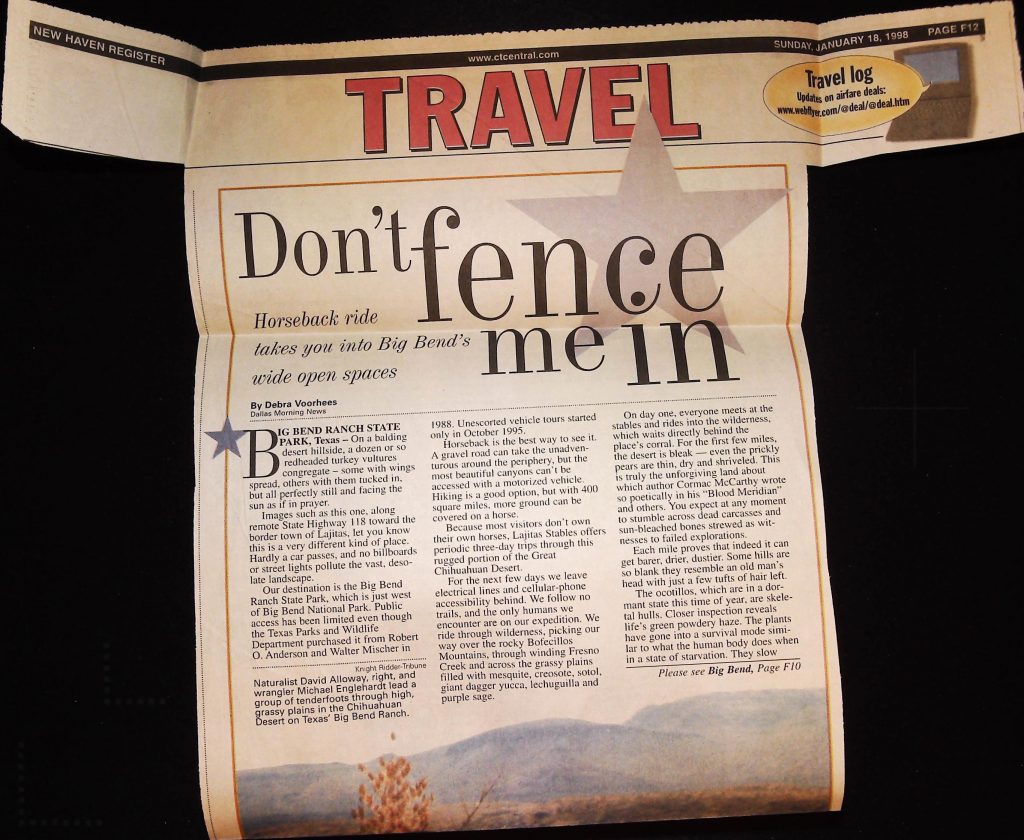 NEW HAVEN REGISTER
www.ctcentral.com
SUNDAY, JANUARY 18, 1998 PAGE F12
TRAVEL
Travel log
Updates on airfare deals:
www.webflyer.com/@deal/@deal.htm
Don't fence
me in
Horseback ride
takes you into Big Bend's
wide open spaces
By Debra Voorhees
Dallas Morning News
BIG BEND RANCH STATE
PARK, Texas – On a balding
desert hillside, a dozen or so
redheaded turkey vultures
congregate – some with wings
spread, others with them tucked in,
but all perfectly still and facing the
sun as if in prayer.
Images such as this one, along
remote State Highway 118 toward the
border town of Lajitas, let you know
this is a very different kind of place.
Hardly a car passes, and no billboards
or street lights pollute the vast, deso-
late landscape.
Our destination is the Big Bend
Ranch State Park, which is just west
of Big Bend National Park. Public
access has been limited even though
the Texas Parks and Wildlife
Department purchased it from Robert
O. Anderson and Walter Mischer in
1988. Unescorted vehicle tours started
only in October 1995.
Horseback is the best way to see it.
A gravel road can take the unadven-
turous around the periphery, but the
most beautiful canyons can't be
accessed with a motorized vehicle.
Hiking is a good option, but with 400
square miles, more ground can be
covered on a horse.
Because most visitors don't own
their own horses, Lajitas Stables offers
periodic three-day trips through this
rugged portion of the Great
Chihuahuan Desert.
For the next few days we leave
electrical lines and cellular-phone
accessibility behind. We follow no
trails, and the only humans we
encounter are on our expedition. We
ride through wilderness, picking our
way over the rocky Bofecillos
Mountains, through winding Fresno
Creek and across the grassy plains
filled with mesquite, creosote, sotol,
giant dagger yucca, lechuguilla and
purple sage.
On day one, everyone meets at the
stables and rides into the wilderness,
which waits directly behind the
place's corral. For the first few miles,
the desert is bleak — even the prickly
pears are thin, dry and shriveled. This
is truly the unforgiving land about
which author Cormac McCarthy wrote
so poetically in his "Blood Meridian"
and others. You expect at any moment
to stumble across dead carcasses and
sun-bleached bones strewed as wit-
nesses to failed explorations.
Each mile proves that indeed it can
get barer, drier, dustier. Some hills are
so blank they resemble an old man's
head with just a few tufts of hair left.
The ocotillos, which are in a dor-
mant state this time of year, are skele-
tal hulls. Closer inspection reveals
life's green powdery haze. The plants
have gone into a survival mode simi-
lar to what the human body does when
in a state of starvation. They slow
Please see Big Bend, Page F10
Knight Ridder-Tribune
Naturalist David Alloway, right, and
wrangler Michael Englehardt lead a
group of tenderfoots through high,
grassy plains in the Chihuahuan
Desert on Texas' Big Bend Ranch.